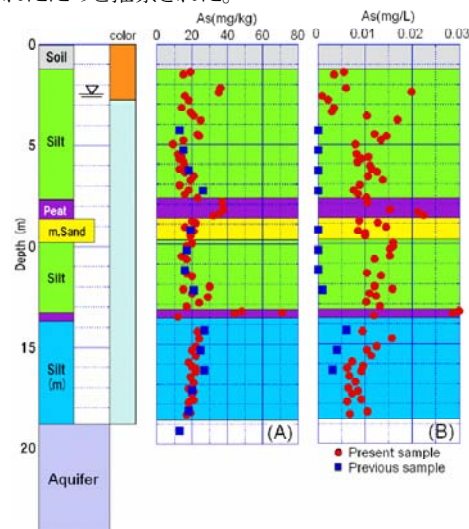 color
As(mg/kg)
As(mg/L)
0 20 40 60 80
0 0.01 0.02 0.03
Depth (m)
0
5
0
15
20
Soil
Silt
Peat
m.Sand
Silt
Silt
(m)
Aquifer
(A)
(B)
Present sample
Previous sample